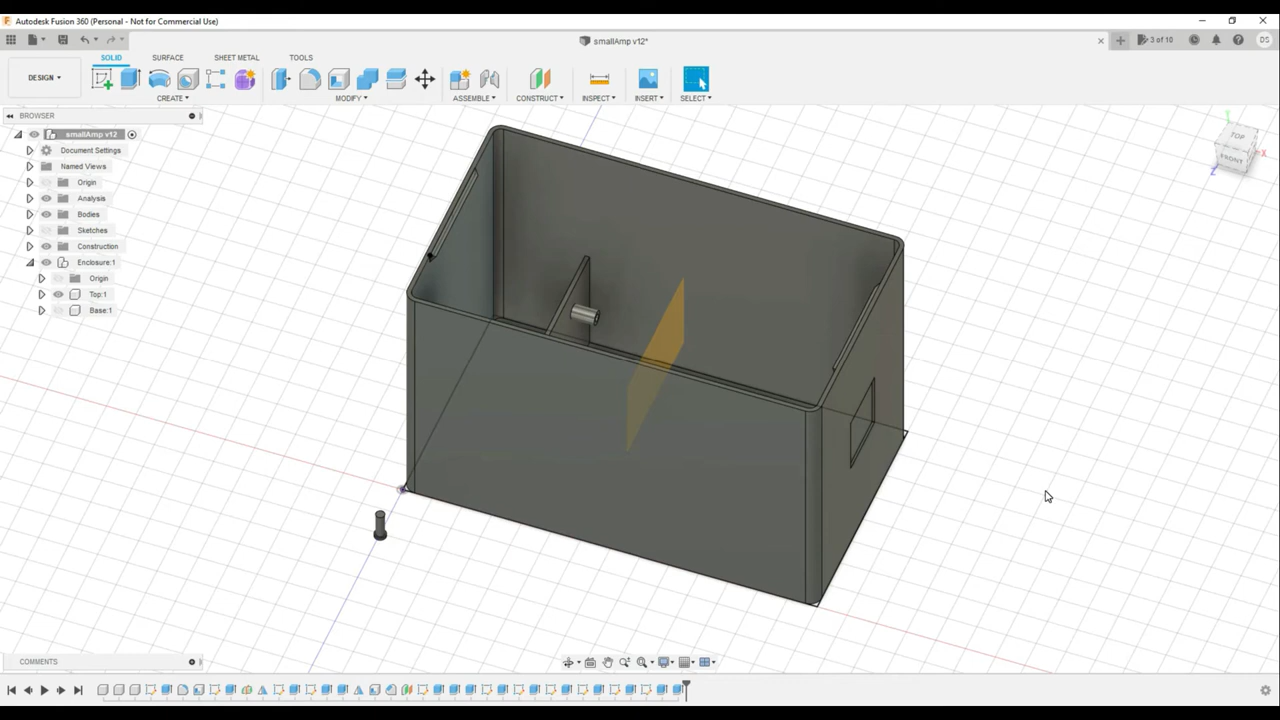 Autodesk Fusion 360 (Personal - Not for Commercial Use)
smallAmp v12*
3 of 10
DS
SOLID
SURFACE
SHEET METAL
TOOLS
DESIGN
CREATE
MODIFY
ASSEMBLE
CONSTRUCT
INSPECT
INSERT
SELECT
BROWSER
smallAmp v12
Document Settings
Named Views
Origin
Analysis
Bodies
Sketches
Construction
Enclosure:1
Origin
Top:1
Base:1
TOP
FRONT
X
Y
Z
COMMENTS